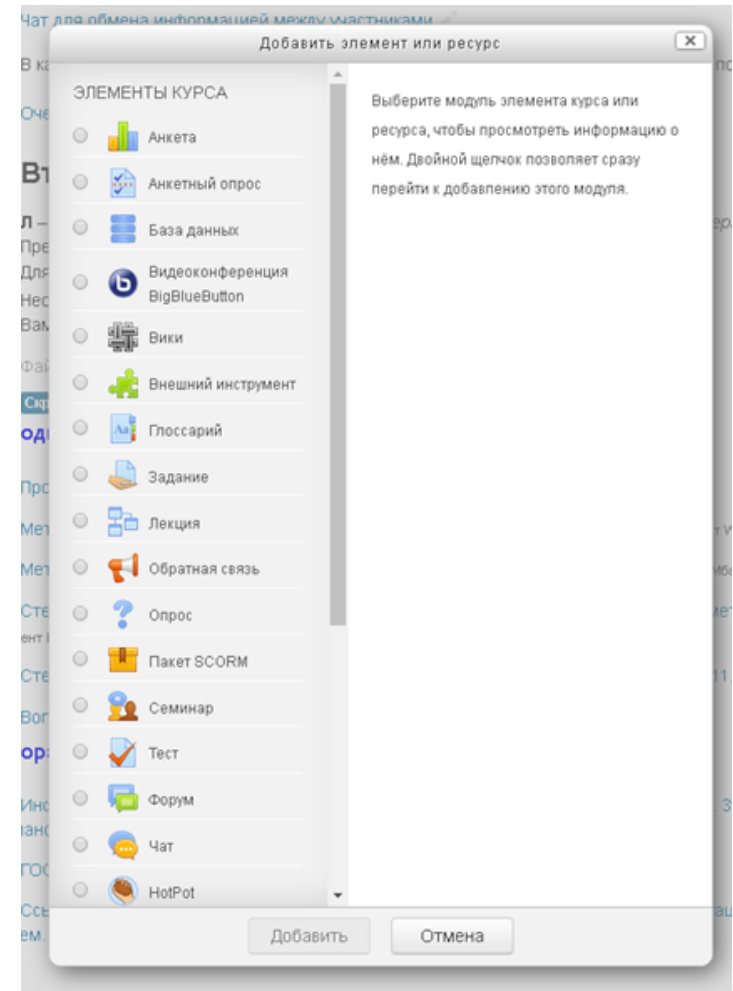 Чат для обмена информацией между участниками
Добавить элемент или ресурс
ЭЛЕМЕНТЫ КУРСА
Анкета
Анкетный опрос
База данных
Видеоконференция
BigBlueButton
Вики
Внешний инструмент
Глоссарий
Задание
Лекция
Обратная связь
Опрос
Пакет SCORM
Семинар
Тест
Форум
Чат
HotPot
Выберите модуль элемента курса или
ресурса, чтобы просмотреть информацию о
нём. Двойной щелчок позволяет сразу
перейти к добавлению этого модуля.
Добавить
Отмена